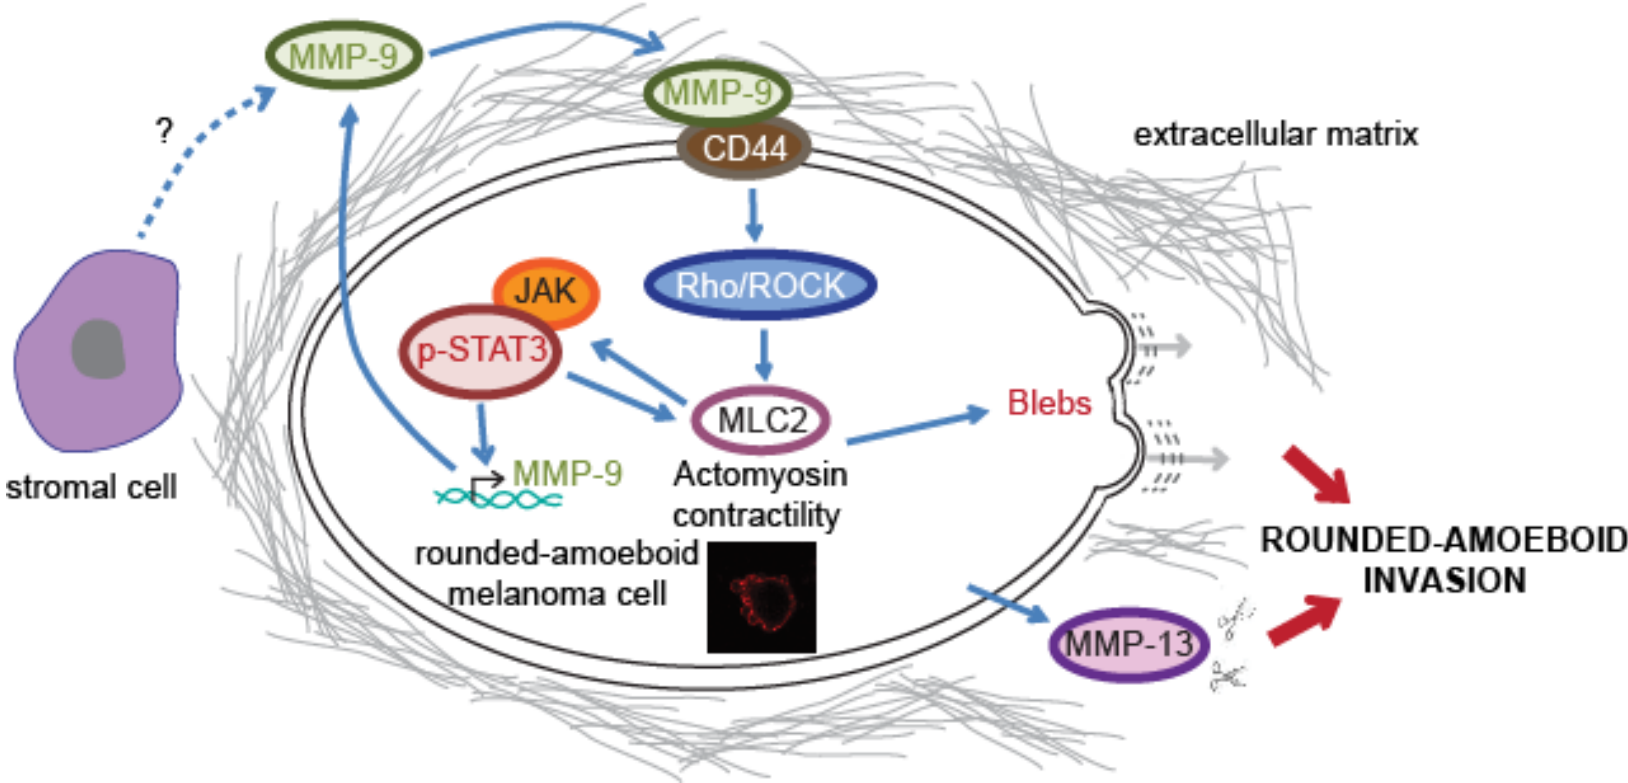 MMP-9
MMP-9
?
CD44
extracellular matrix
JAK
Rho/ROCK
p-STAT3
MLC2
Blebs
stromal cell
MMP-9
Actomyosin
contractility
rounded-amoeboid
melanoma cell
ROUNDED-AMOEBOID
INVASION
MMP-13